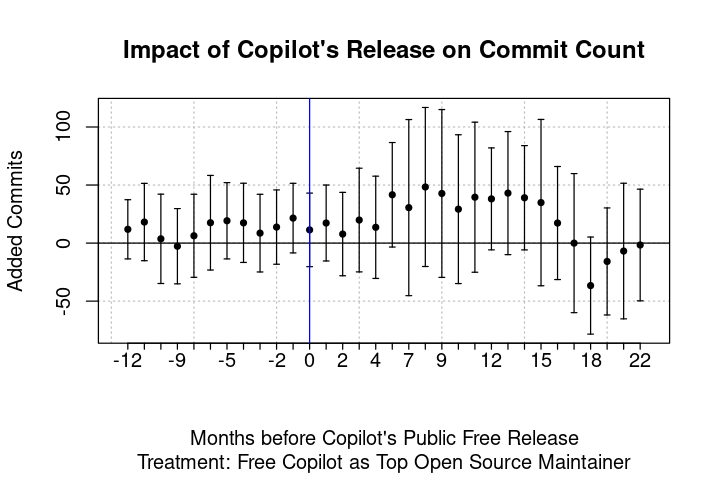 Impact of Copilot's Release on Commit Count
Added Commits
100
50
0
-50
-12 -9 -5 -2 0 2 4 7 9 12 15 18 22
Months before Copilot's Public Free Release
Treatment: Free Copilot as Top Open Source Maintainer